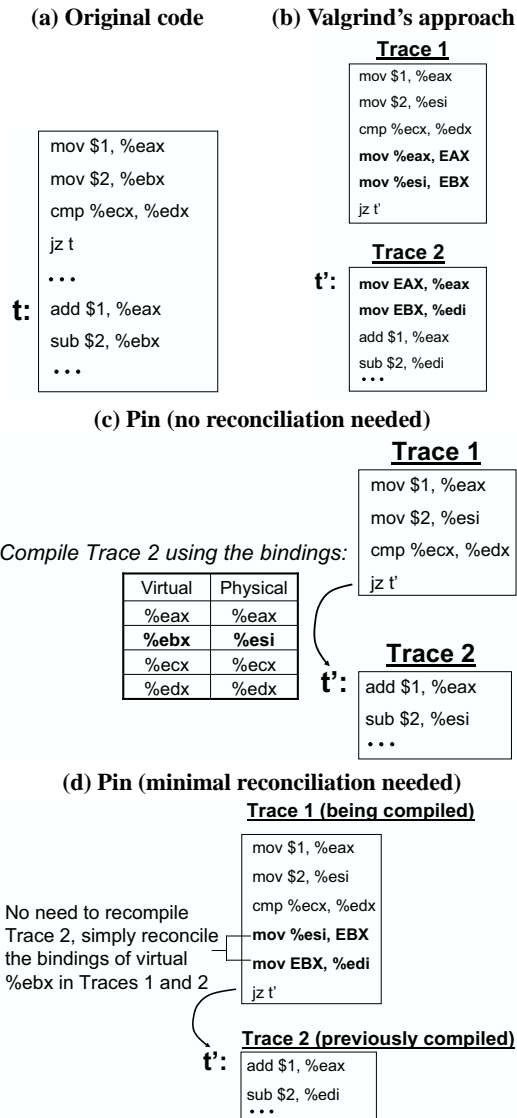 (a) Original code
mov $1, %eax
mov $2, %ebx
cmp %ecx, %edx
jz t
...
t: add $1, %eax
sub $2, %ebx
...
(b) Valgrind's approach
Trace 1
mov $1, %eax
mov $2, %esi
cmp %ecx, %edx
mov %eax, EAX
mov %esi, EBX
jz t'
Trace 2
t': mov EAX, %eax
mov EBX, %edi
add $1, %eax
sub $2, %edi
...
(c) Pin (no reconciliation needed)
Trace 1
mov $1, %eax
mov $2, %esi
cmp %ecx, %edx
jz t'
Compile Trace 2 using the bindings:
Virtual Physical
%eax %eax
%ebx %esi
%ecx %ecx
%edx %edx
Trace 2
t': add $1, %eax
sub $2, %esi
...
(d) Pin (minimal reconciliation needed)
Trace 1 (being compiled)
mov $1, %eax
mov $2, %esi
cmp %ecx, %edx
mov %esi, EBX
mov EBX, %edi
jz t'
No need to recompile
Trace 2, simply reconcile
the bindings of virtual
%ebx in Traces 1 and 2
Trace 2 (previously compiled)
t': add $1, %eax
sub $2, %edi
...